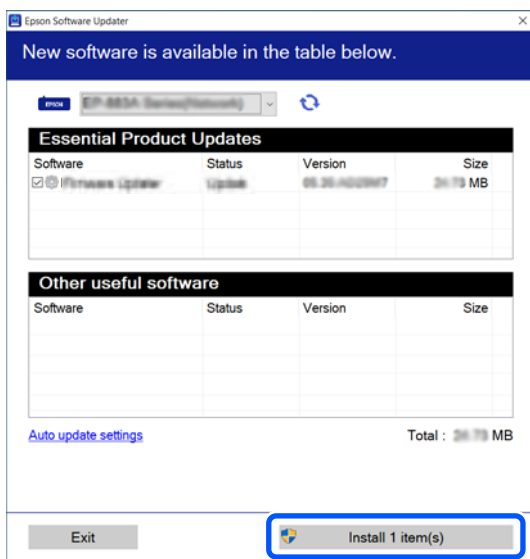 Epson Software Updater
New software is available in the table below.
EPSON
Essential Product Updates
Software Status Version Size
MB
Other useful software
Software Status Version Size
Auto update settings Total : MB
Exit Install 1 item(s)